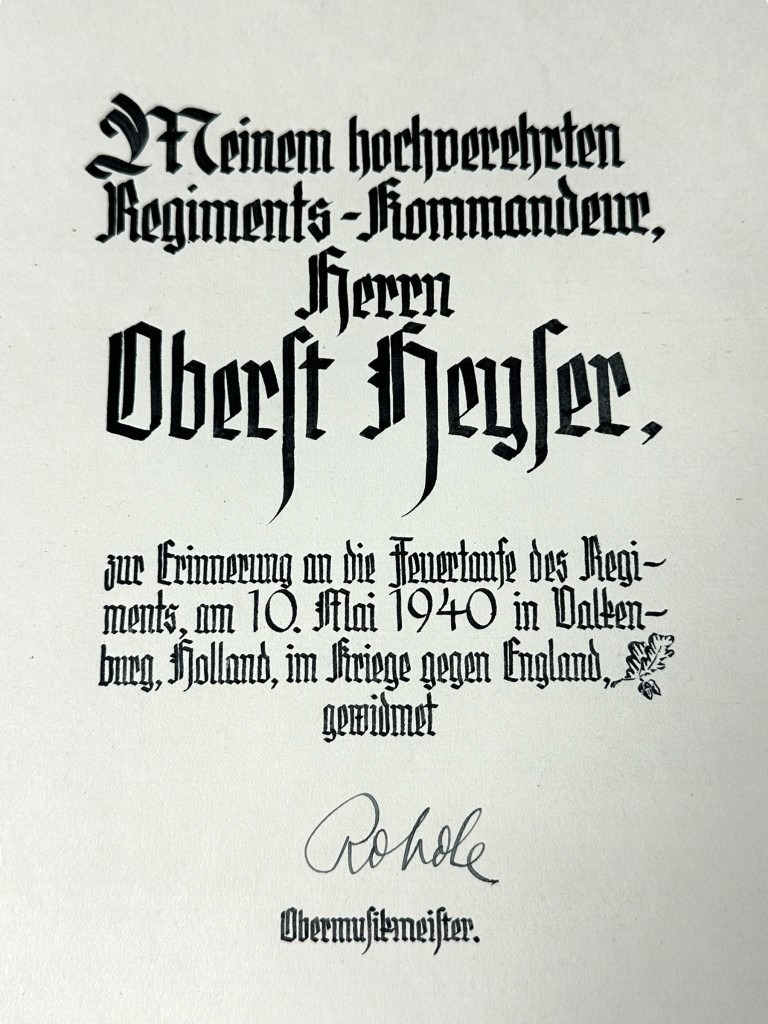 Meinem hochverehrten
Regiments-Kommandeur,
Herrn
Oberst Heyser,
zur Erinnerung an die Feuertaufe des Regi-
ments, am 10. Mai 1940 in Valken-
burg, Holland, im Kriege gegen England,
gewidmet
Rohde
Obermusikmeister.